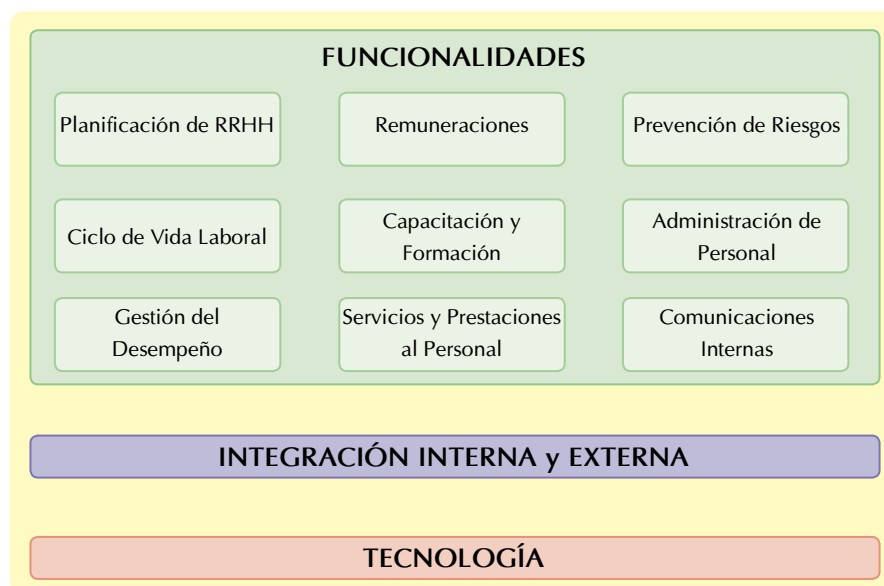 FUNCIONALIDADES
Planificación de RRHH
Remuneraciones
Prevención de Riesgos
Ciclo de Vida Laboral
Capacitación y
Formación
Administración de
Personal
Gestión del
Desempeño
Servicios y Prestaciones
al Personal
Comunicaciones
Internas
INTEGRACIÓN INTERNA y EXTERNA
TECNOLOGÍA